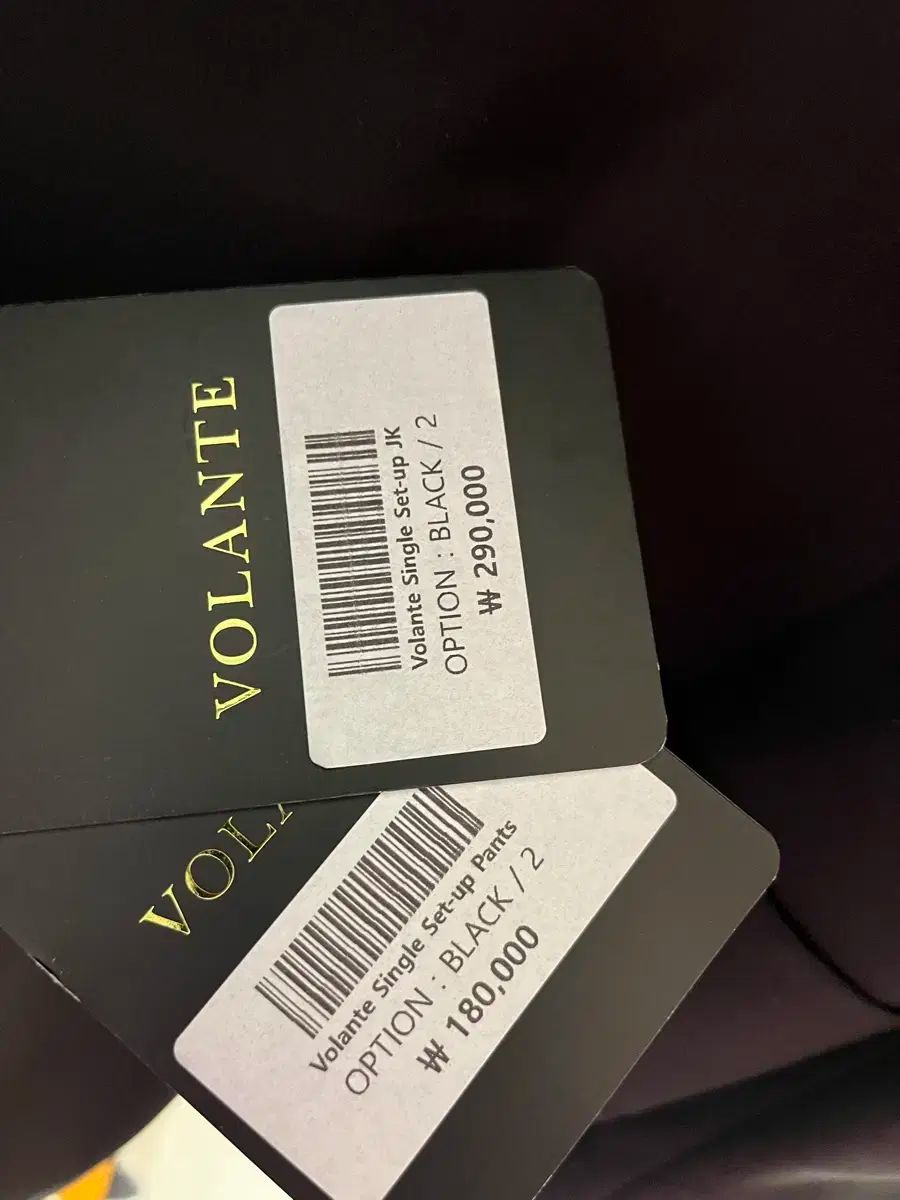 VOLANTE
Volante Single Set-up JK
OPTION : BLACK / 2
₩ 290,000
VOLA
Volante Single Set-up Pants
OPTION : BLACK / 2
₩ 180,000